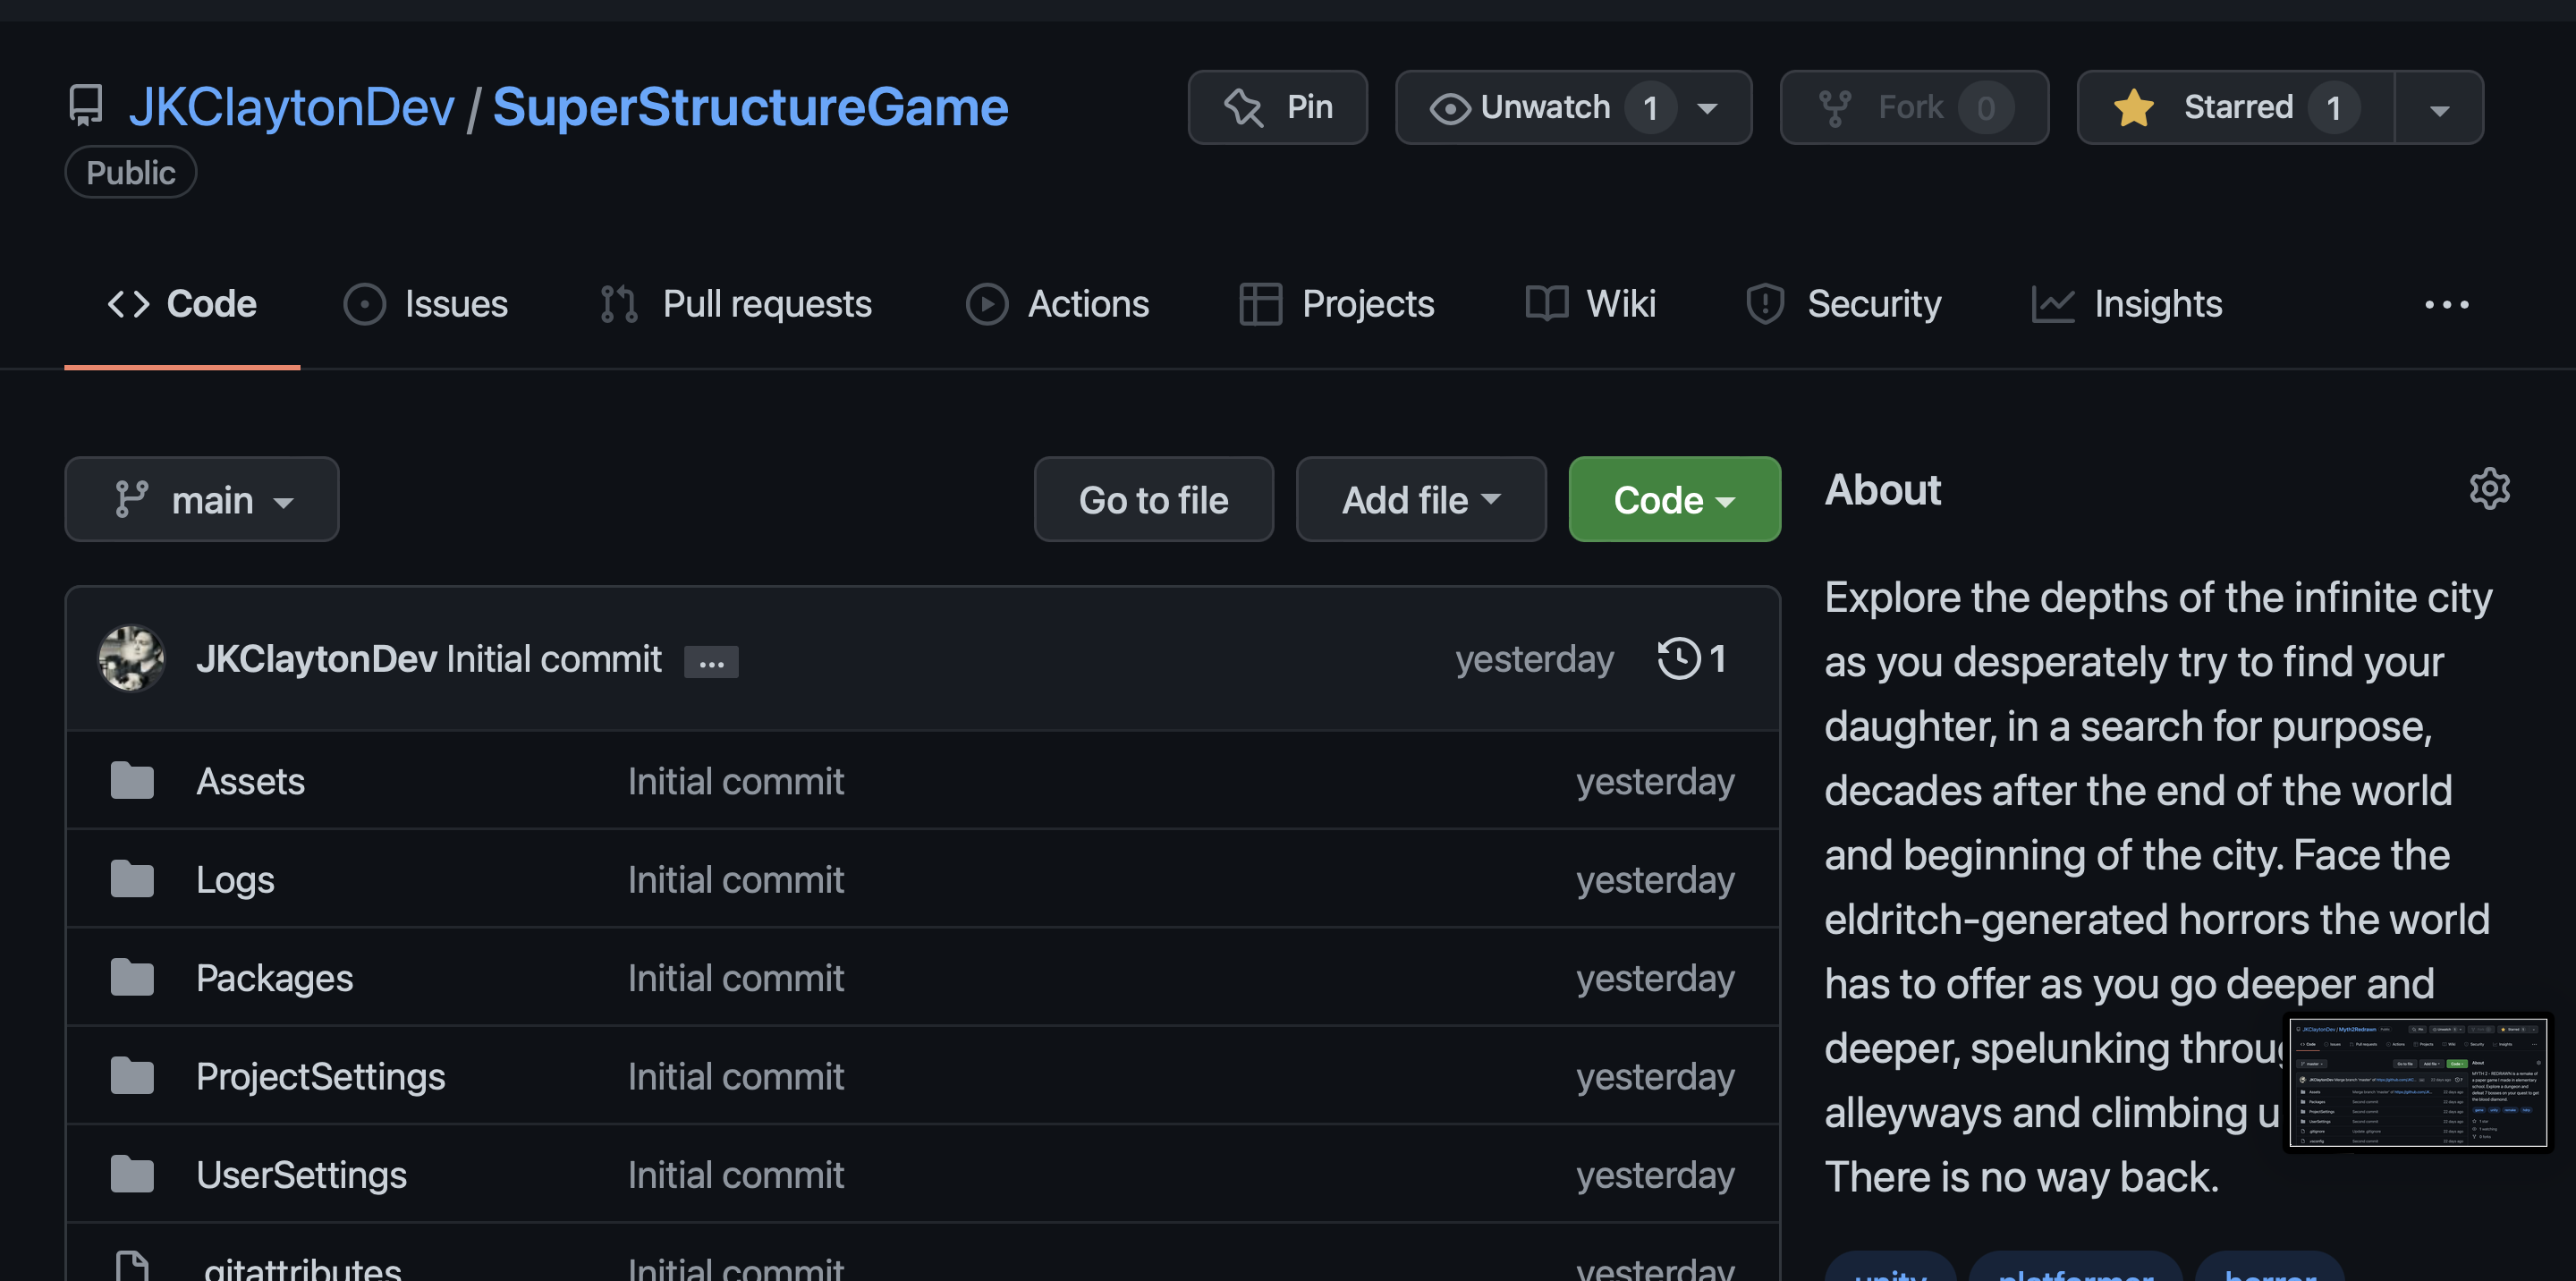 JKClaytonDev / SuperStructureGame
Pin
Unwatch 1
Fork 0
Starred 1
Public
Code
Issues
Pull requests
Actions
Projects
Wiki
Security
Insights
main
Go to file
Add file
Code
About
JKClaytonDev Initial commit ...
yesterday
1
Assets Initial commit yesterday
Logs Initial commit yesterday
Packages Initial commit yesterday
ProjectSettings Initial commit yesterday
UserSettings Initial commit yesterday
.gitattributes Initial commit yesterday
Explore the depths of the infinite city
as you desperately try to find your
daughter, in a search for purpose,
decades after the end of the world
and beginning of the city. Face the
eldritch-generated horrors the world
has to offer as you go deeper and
deeper, spelunking throug
alleyways and climbing u
There is no way back.
unity platformer horror
JKClaytonDev / Myth2Redrawn